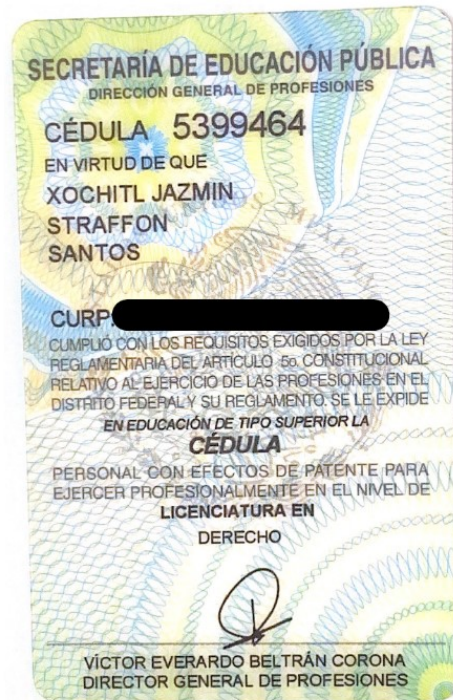 SECRETARÍA DE EDUCACIÓN PÚBLICA
DIRECCIÓN GENERAL DE PROFESIONES
CÉDULA 5399464
EN VIRTUD DE QUE
XOCHITL JAZMIN
STRAFFON
SANTOS
CURP
CUMPLIÓ CON LOS REQUISITOS EXIGIDOS POR LA LEY
REGLAMENTARIA DEL ARTÍCULO 5o. CONSTITUCIONAL
RELATIVO AL EJERCICIO DE LAS PROFESIONES EN EL
DISTRITO FEDERAL Y SU REGLAMENTO, SE LE EXPIDE
EN EDUCACIÓN DE TIPO SUPERIOR LA
CÉDULA
PERSONAL CON EFECTOS DE PATENTE PARA
EJERCER PROFESIONALMENTE EN EL NIVEL DE
LICENCIATURA EN
DERECHO
VÍCTOR EVERARDO BELTRÁN CORONA
DIRECTOR GENERAL DE PROFESIONES